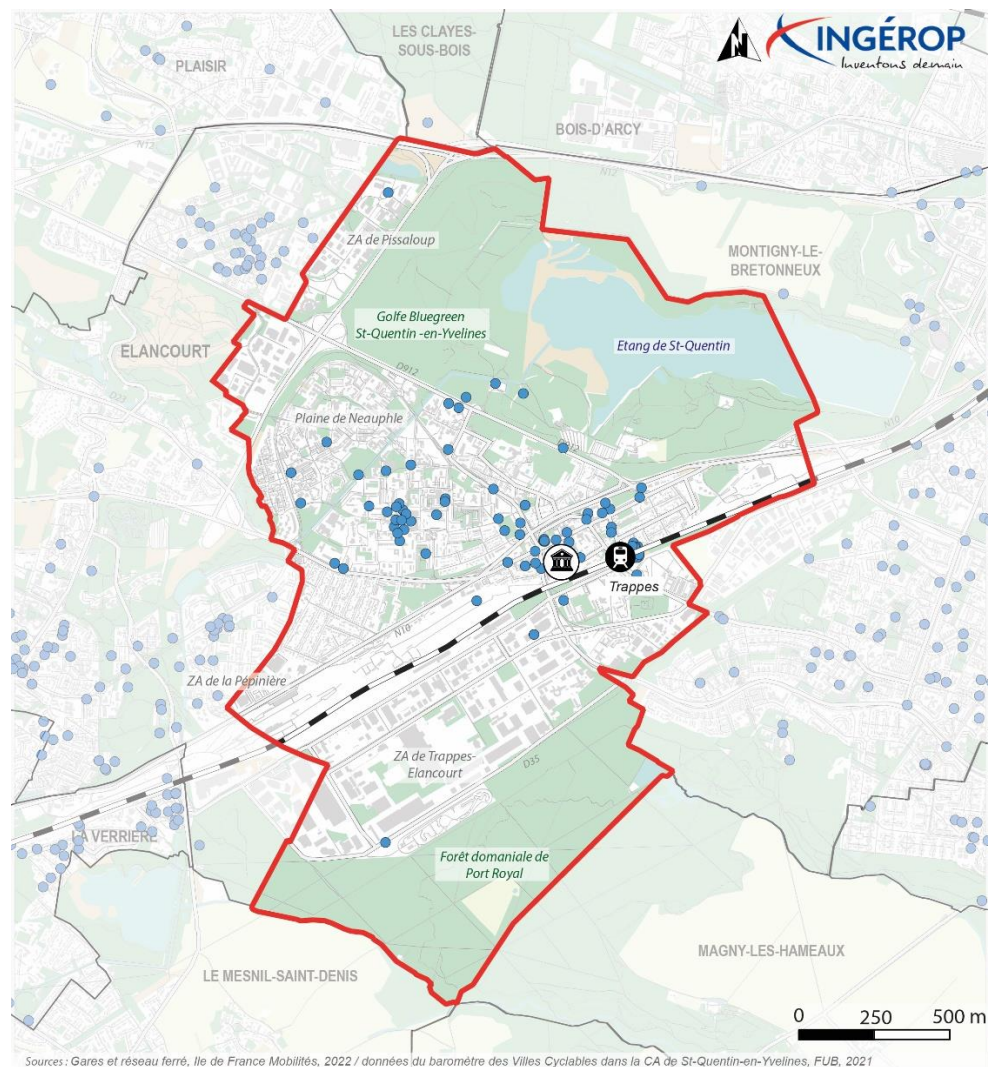 LES CLAYES-
SOUS-BOIS
INGÉROP
Inventons demain
N
PLAISIR
BOIS-D'ARCY
N12
N12
ZA de Pissaloup
MONTIGNY-LE-
BRETONNEUX
Golfe Bluegreen
St-Quentin -en-Yvelines
Etang de St-Quentin
ELANCOURT
D912
D23
Plaine de Neauphle
N10
Trappes
N10
ZA de la Pépinière
ZA de Trappes-
Elancourt
D35
LA VERRIERE
Forêt domaniale de
Port Royal
MAGNY-LES-HAMEAUX
LE MESNIL-SAINT-DENIS
0 250 500 m
Sources : Gares et réseau ferré, Ile de France Mobilités, 2022 / données du baromètre des Villes Cyclables dans la CA de St-Quentin-en-Yvelines, FUB, 2021